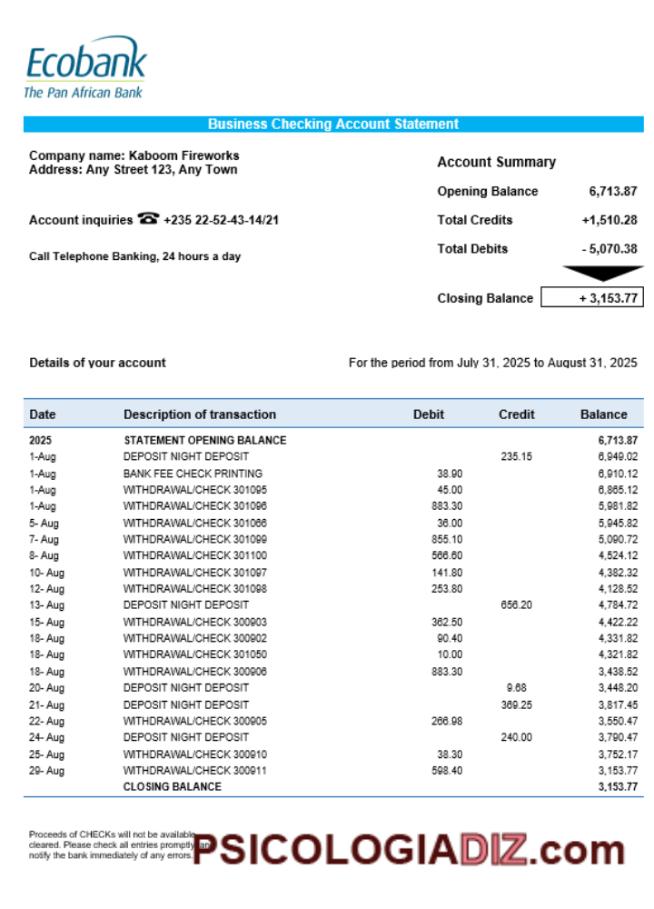 Ecobank
The Pan African Bank
Business Checking Account Statement
Company name: Kaboom Fireworks
Address: Any Street 123, Any Town
Account inquiries ☎ +235 22-52-43-14/21
Call Telephone Banking, 24 hours a day
Account Summary
Opening Balance 6,713.87
Total Credits +1,510.28
Total Debits - 5,070.38
Closing Balance + 3,153.77
Details of your account For the period from July 31, 2025 to August 31, 2025
Date Description of transaction Debit Credit Balance
2025 STATEMENT OPENING BALANCE 6,713.87
1-Aug DEPOSIT NIGHT DEPOSIT 235.15 6,949.02
1-Aug BANK FEE CHECK PRINTING 38.90 6,910.12
1-Aug WITHDRAWAL/CHECK 301095 45.00 6,865.12
1-Aug WITHDRAWAL/CHECK 301096 883.30 5,981.82
5- Aug WITHDRAWAL/CHECK 301066 36.00 5,945.82
7- Aug WITHDRAWAL/CHECK 301099 855.10 5,090.72
8- Aug WITHDRAWAL/CHECK 301100 566.60 4,524.12
10- Aug WITHDRAWAL/CHECK 301097 141.80 4,382.32
12- Aug WITHDRAWAL/CHECK 301098 253.80 4,128.52
13- Aug DEPOSIT NIGHT DEPOSIT 656.20 4,784.72
15- Aug WITHDRAWAL/CHECK 300903 362.50 4,422.22
18- Aug WITHDRAWAL/CHECK 300902 90.40 4,331.82
18- Aug WITHDRAWAL/CHECK 301050 10.00 4,321.82
18- Aug WITHDRAWAL/CHECK 300906 883.30 3,438.52
20- Aug DEPOSIT NIGHT DEPOSIT 9.68 3,448.20
21- Aug DEPOSIT NIGHT DEPOSIT 369.25 3,817.45
22- Aug WITHDRAWAL/CHECK 300905 266.98 3,550.47
24- Aug DEPOSIT NIGHT DEPOSIT 240.00 3,790.47
25- Aug WITHDRAWAL/CHECK 300910 38.30 3,752.17
29- Aug WITHDRAWAL/CHECK 300911 598.40 3,153.77
CLOSING BALANCE 3,153.77
Proceeds of CHECKs will not be available
cleared. Please check all entries promptly
notify the bank immediately of any errors.
PSICOLOGIADIZ.com